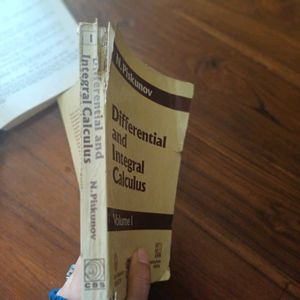 I
Differential and
Integral Calculus
N. Piskunov
CBS
N. Piskunov
Differential
and
Integral
Calculus
Volume I